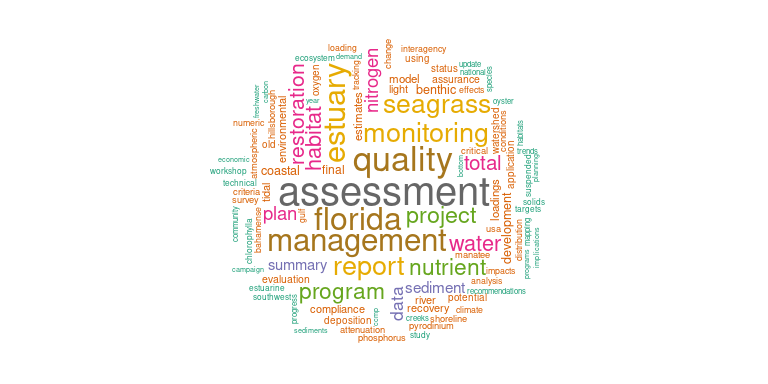 loading
change
interagency
ecosystem
demand
using
update
status
national
species
oxygen
tracking
nitrogen
model
assurance
carbon
freshwater
year
restoration
estuary
light
benthic
effects
seagrass
oyster
numeric
hillsborough
environmental
habitat
estimates
monitoring
watershed
conditions
habitats
old
atmospheric
quality
critical
trends
economic
workshop
coastal
final
bottom
total
application
suspended
planning
technical
criteria
tidal
assessment
survey
solids
loadings
targets
community
plan
gulf
florida
project
usa
development
distribution
mapping
implications
bahamense
chlorophylla
management
water
manatee
programs
campaign
summary
report
nutrient
impacts
evaluation
analysis
estuarine
southwest
program
data
sediment
recommendations
progress
compliance
river
potential
recovery
climate
deposition
ccmp
creeks
shoreline
sediments
attenuation
pyrodinium
phosphorus
study